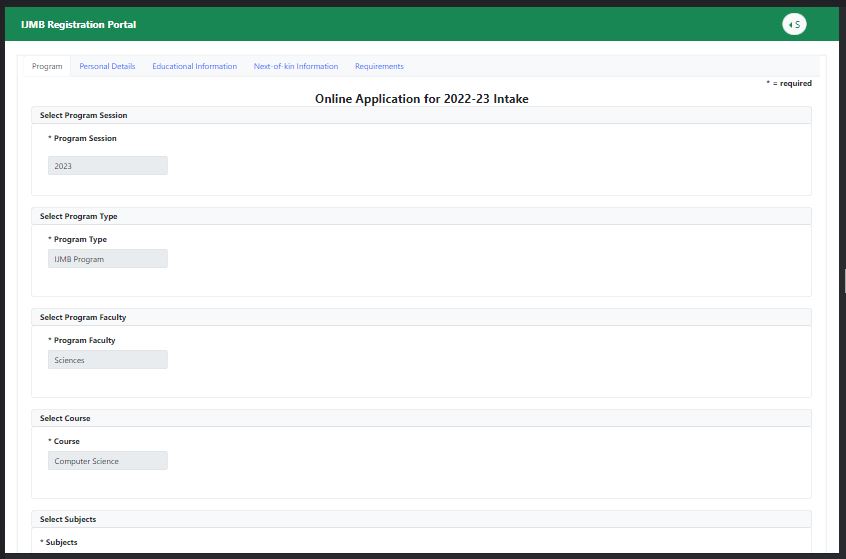 IJMB Registration Portal
S
Program Personal Details Educational Information Next-of-kin Information Requirements
* = required
Online Application for 2022-23 Intake
Select Program Session
* Program Session
2023
Select Program Type
* Program Type
IJMB Program
Select Program Faculty
* Program Faculty
Sciences
Select Course
* Course
Computer Science
Select Subjects
* Subjects